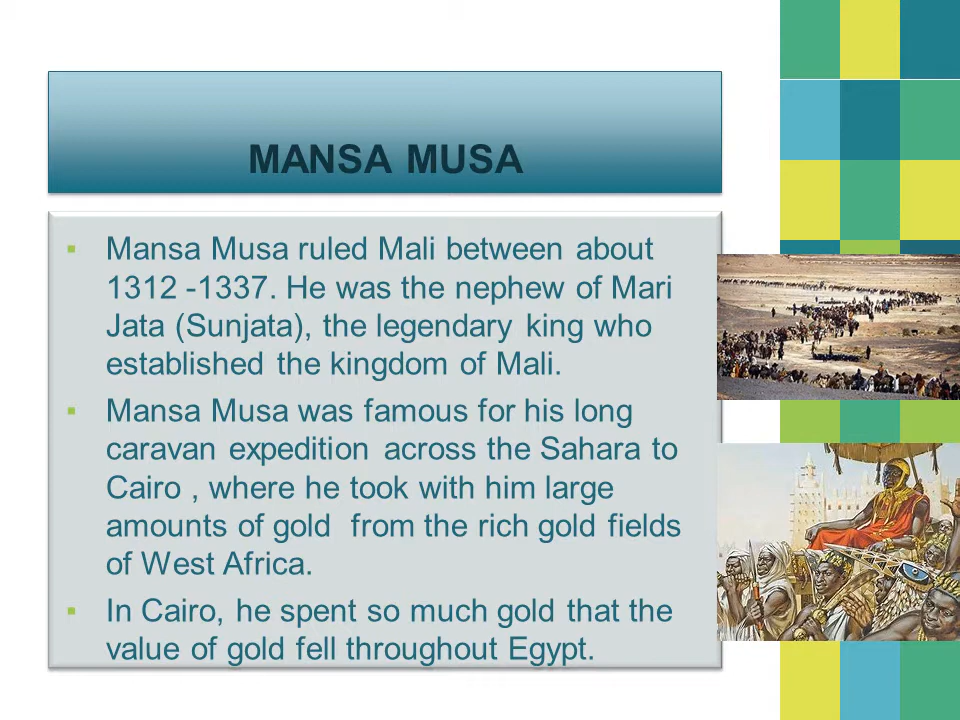 MANSA MUSA
▪ Mansa Musa ruled Mali between about
1312 -1337. He was the nephew of Mari
Jata (Sunjata), the legendary king who
established the kingdom of Mali.
▪ Mansa Musa was famous for his long
caravan expedition across the Sahara to
Cairo , where he took with him large
amounts of gold  from the rich gold fields
of West Africa.
▪ In Cairo, he spent so much gold that the
value of gold fell throughout Egypt.